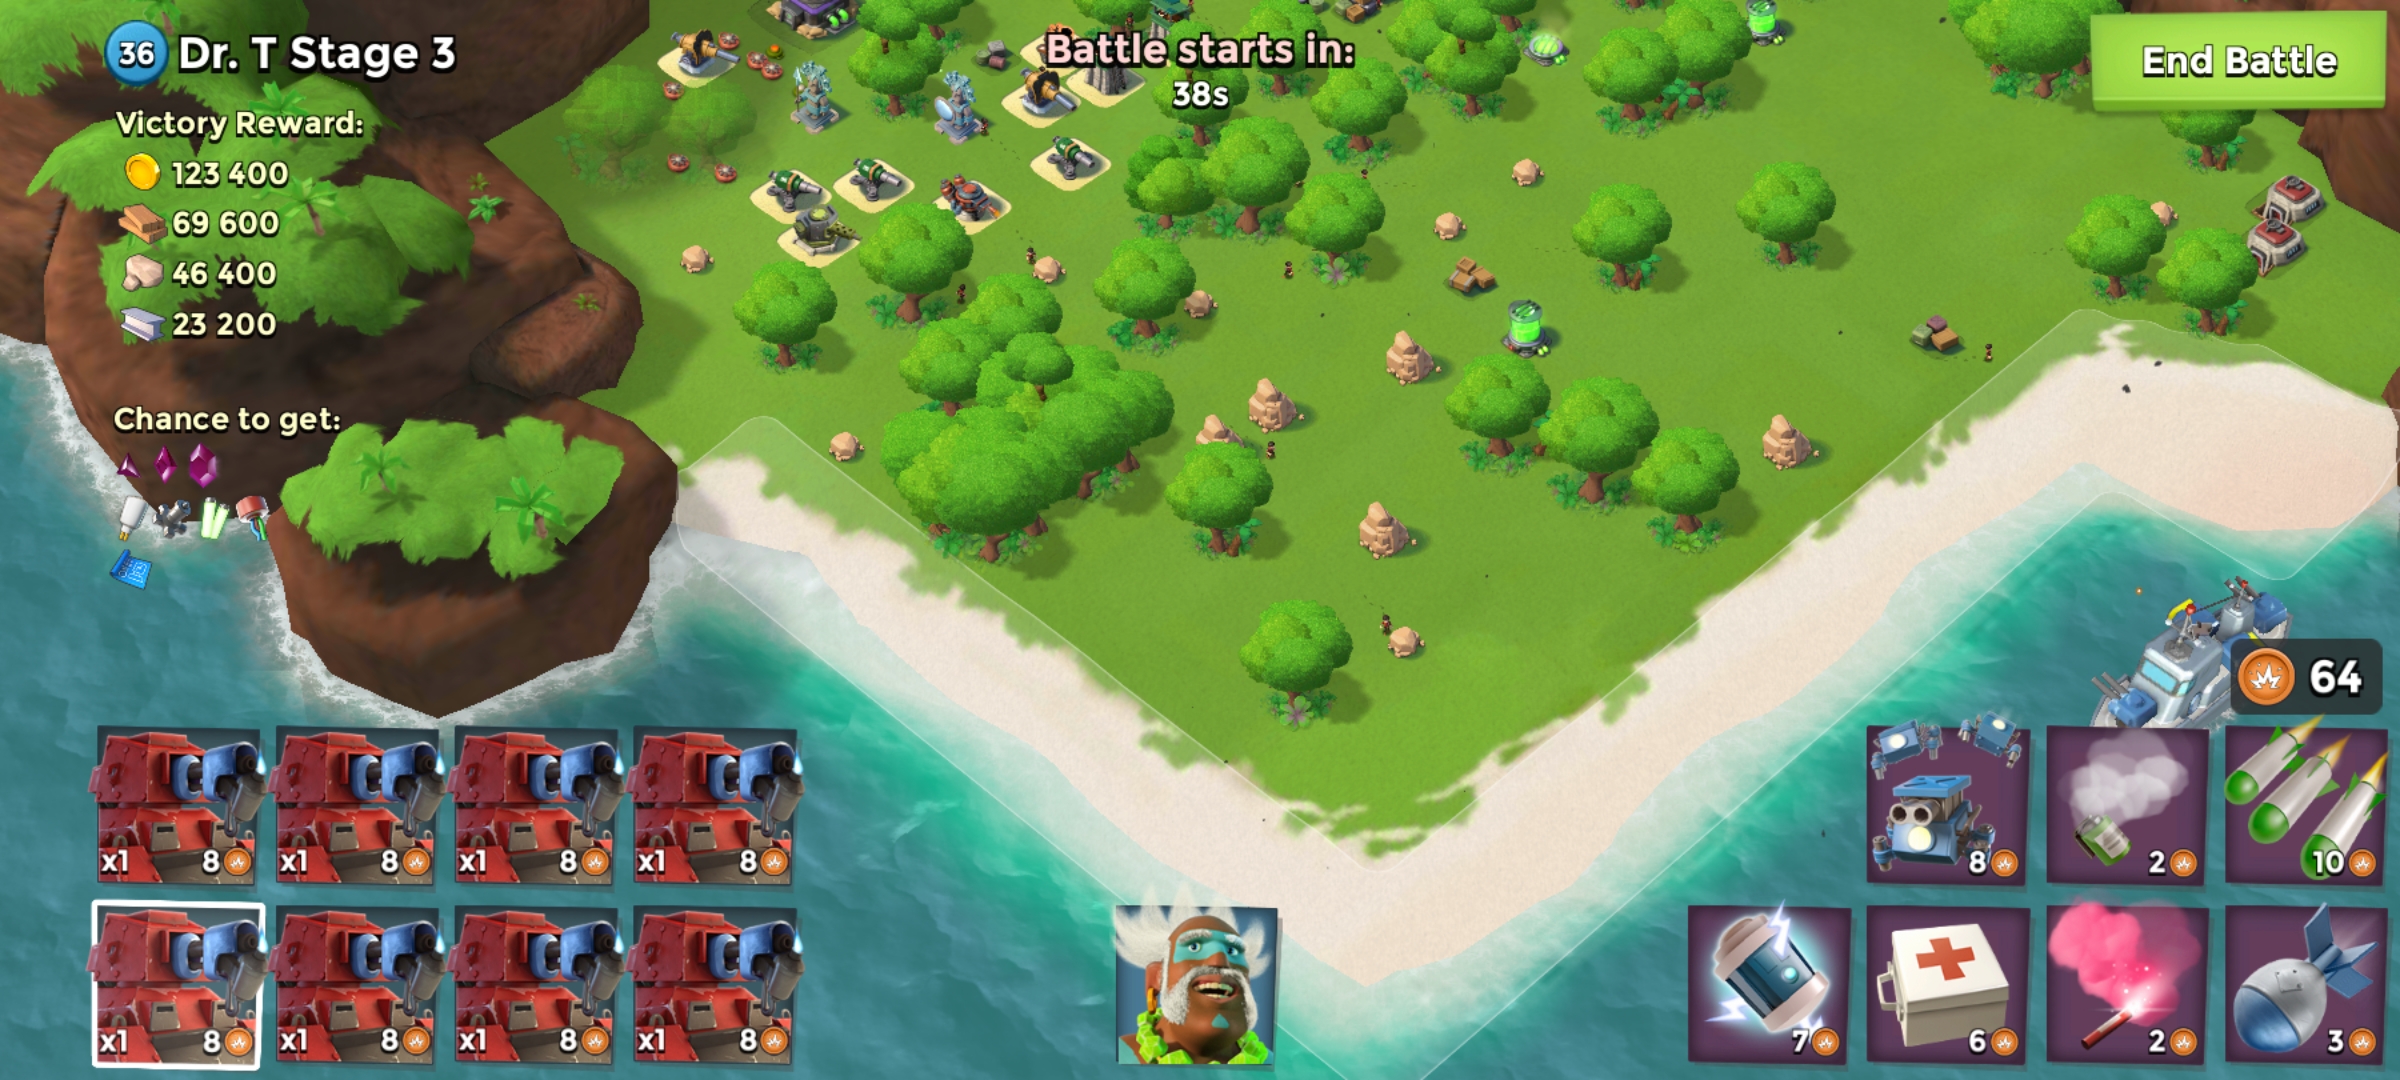 36 Dr. T Stage 3
Victory Reward:
123 400
69 600
46 400
23 200
Chance to get:
Battle starts in:
38s
End Battle
64
x1 8
x1 8
x1 8
x1 8
8
2
10
x1 8
x1 8
x1 8
x1 8
7
6
2
3